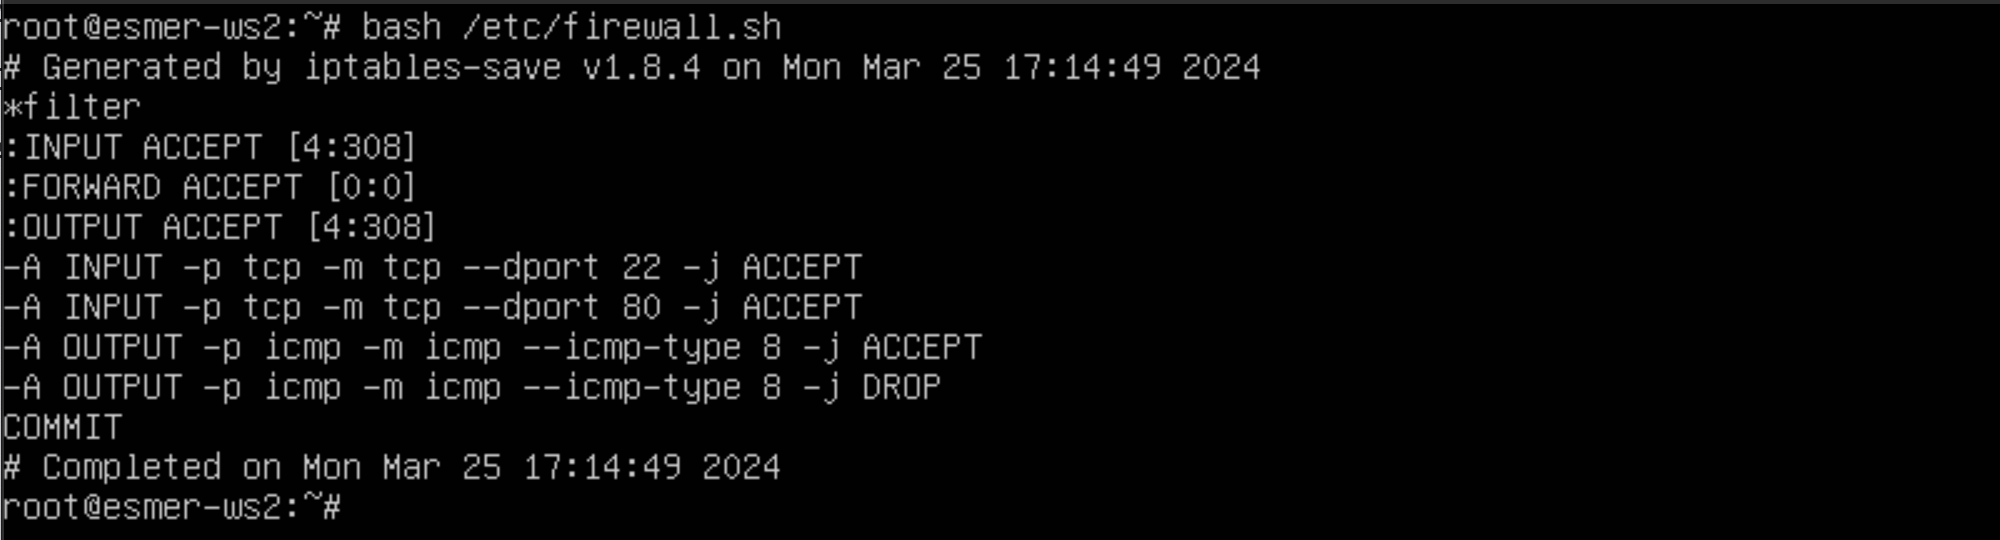 root@esmer-ws2:~# bash /etc/firewall.sh
# Generated by iptables-save v1.8.4 on Mon Mar 25 17:14:49 2024
*filter
:INPUT ACCEPT [4:308]
:FORWARD ACCEPT [0:0]
:OUTPUT ACCEPT [4:308]
-A INPUT -p tcp -m tcp --dport 22 -j ACCEPT
-A INPUT -p tcp -m tcp --dport 80 -j ACCEPT
-A OUTPUT -p icmp -m icmp --icmp-type 8 -j ACCEPT
-A OUTPUT -p icmp -m icmp --icmp-type 8 -j DROP
COMMIT
# Completed on Mon Mar 25 17:14:49 2024
root@esmer-ws2:~#